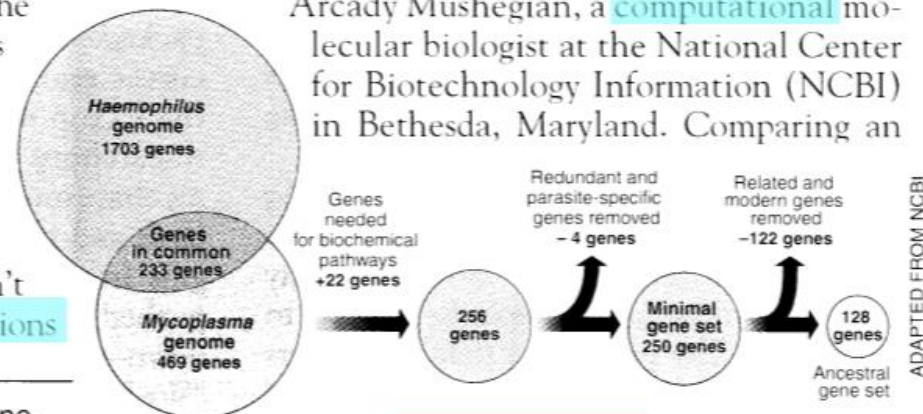 he
Arcady Mushegian, a computational mo-
lecular biologist at the National Center
for Biotechnology Information (NCBI)
in Bethesda, Maryland. Comparing an
Haemophilus
genome
1703 genes
Genes
in common
233 genes
Mycoplasma
genome
469 genes
Genes
needed
for biochemical
pathways
+22 genes
256
genes
Redundant and
parasite-specific
genes removed
– 4 genes
Minimal
gene set
250 genes
Related and
modern genes
removed
–122 genes
128
genes
Ancestral
gene set
ADAPTED FROM NCBI
't
ions